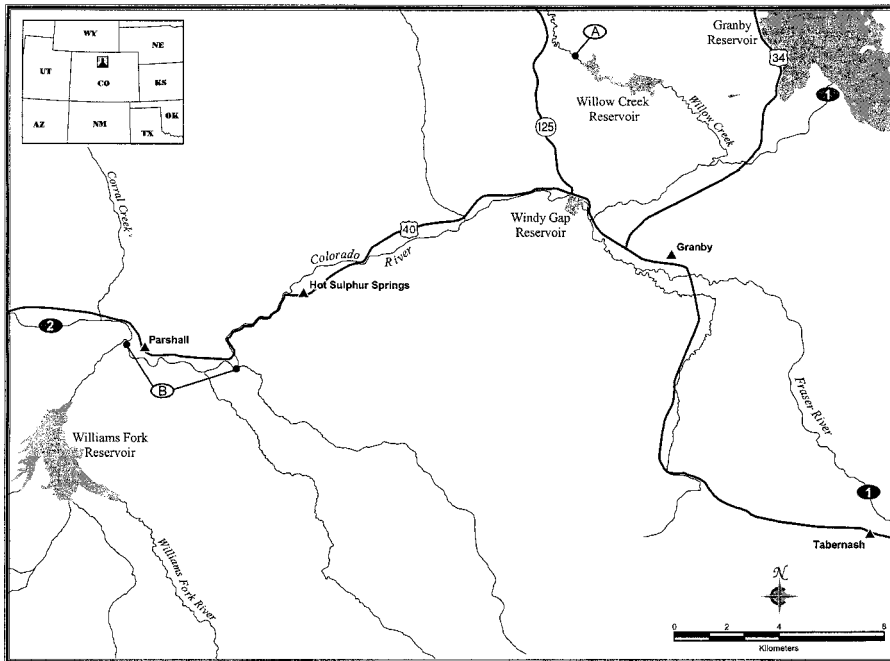 WY
NE
UT
CO
KS
AZ
NM
TX
OK
A
Granby
Reservoir
34
1
Willow Creek
Reservoir
Willow Creek
125
Corral Creek
Windy Gap
Reservoir
40
Colorado
River
Granby
Hot Sulphur Springs
2
Parshall
B
Fraser River
Williams Fork
Reservoir
1
Tabernash
Williams Fork River
N
0 2 4 8
Kilometers